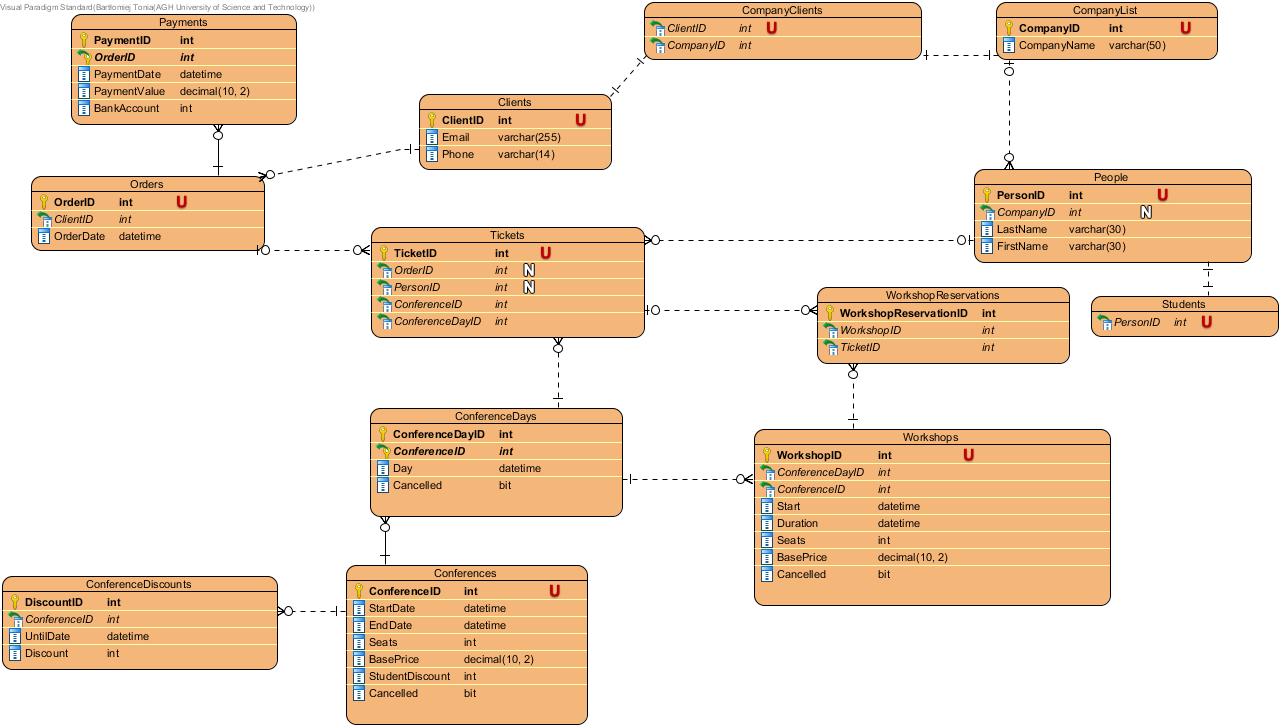 Visual Paradigm Standard(Bartłomiej Tonia(AGH University of Science and Technology))
Payments
PaymentID int
OrderID int
PaymentDate datetime
PaymentValue decimal(10, 2)
BankAccount int
CompanyClients
ClientID int U
CompanyID int
CompanyList
CompanyID int U
CompanyName varchar(50)
Clients
ClientID int U
Email varchar(255)
Phone varchar(14)
Orders
OrderID int U
ClientID int
OrderDate datetime
People
PersonID int U
CompanyID int N
LastName varchar(30)
FirstName varchar(30)
Tickets
TicketID int U
OrderID int N
PersonID int N
ConferenceID int
ConferenceDayID int
WorkshopReservations
WorkshopReservationID int
WorkshopID int
TicketID int
Students
PersonID int U
ConferenceDays
ConferenceDayID int
ConferenceID int
Day datetime
Cancelled bit
Workshops
WorkshopID int U
ConferenceDayID int
ConferenceID int
Start datetime
Duration datetime
Seats int
BasePrice decimal(10, 2)
Cancelled bit
ConferenceDiscounts
DiscountID int
ConferenceID int
UntilDate datetime
Discount int
Conferences
ConferenceID int U
StartDate datetime
EndDate datetime
Seats int
BasePrice decimal(10, 2)
StudentDiscount int
Cancelled bit